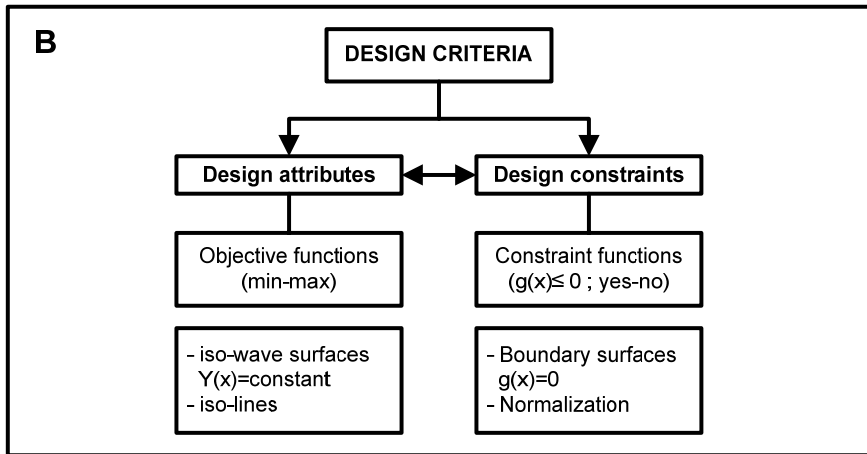 B
DESIGN CRITERIA
Design attributes
Design constraints
Objective functions
(min-max)
Constraint functions
(g(x)≤ 0 ; yes-no)
- iso-wave surfaces
Y(x)=constant
- iso-lines
- Boundary surfaces
g(x)=0
- Normalization